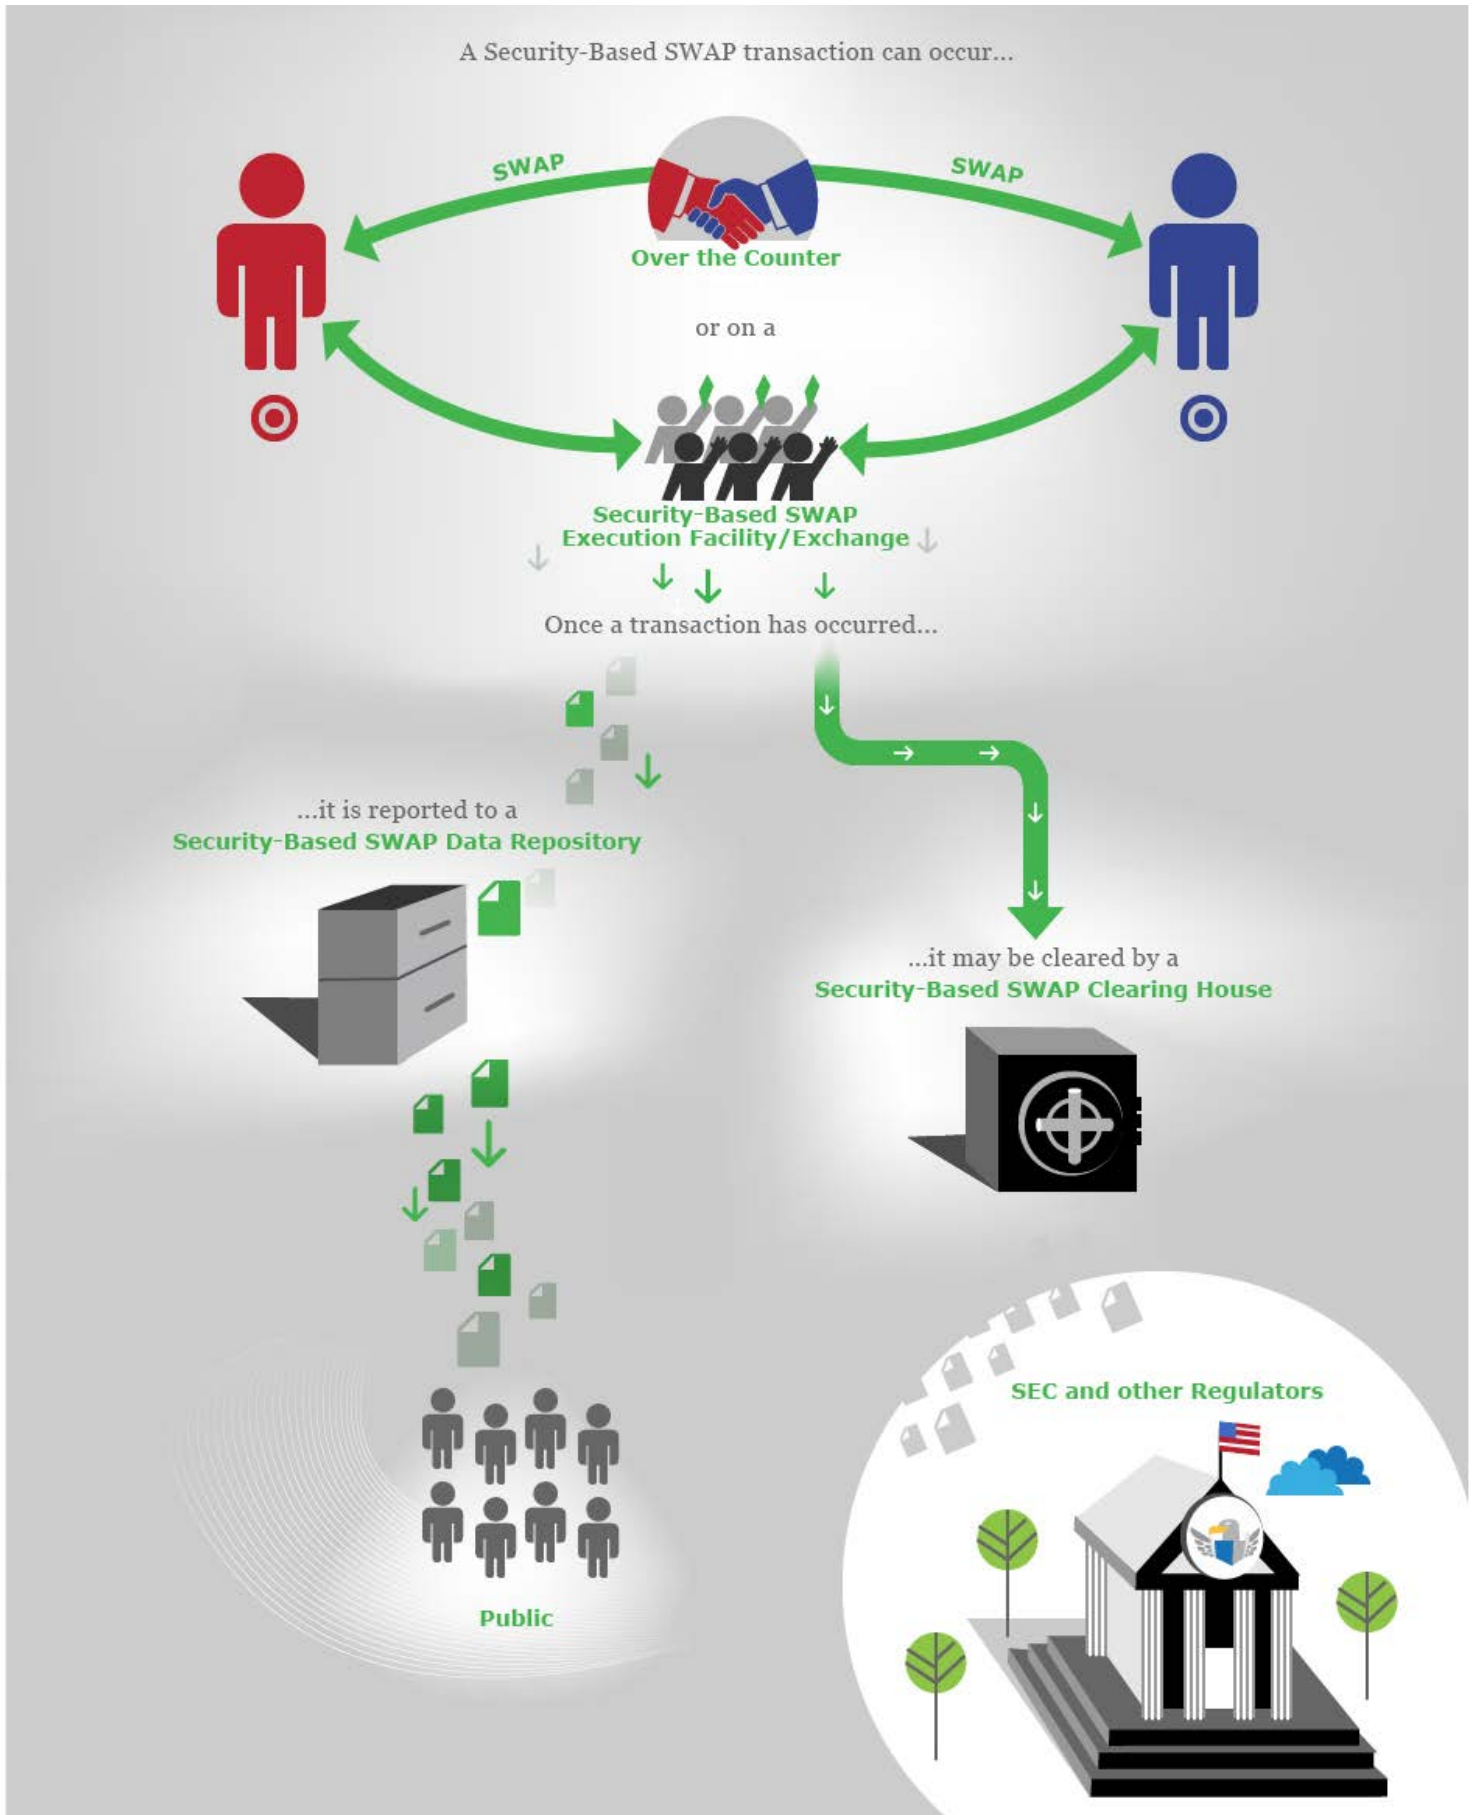 A Security-Based SWAP transaction can occur...
SWAP
SWAP
Over the Counter
or on a
Security-Based SWAP
Execution Facility/Exchange
Once a transaction has occurred...
...it is reported to a
Security-Based SWAP Data Repository
...it may be cleared by a
Security-Based SWAP Clearing House
SEC and other Regulators
Public